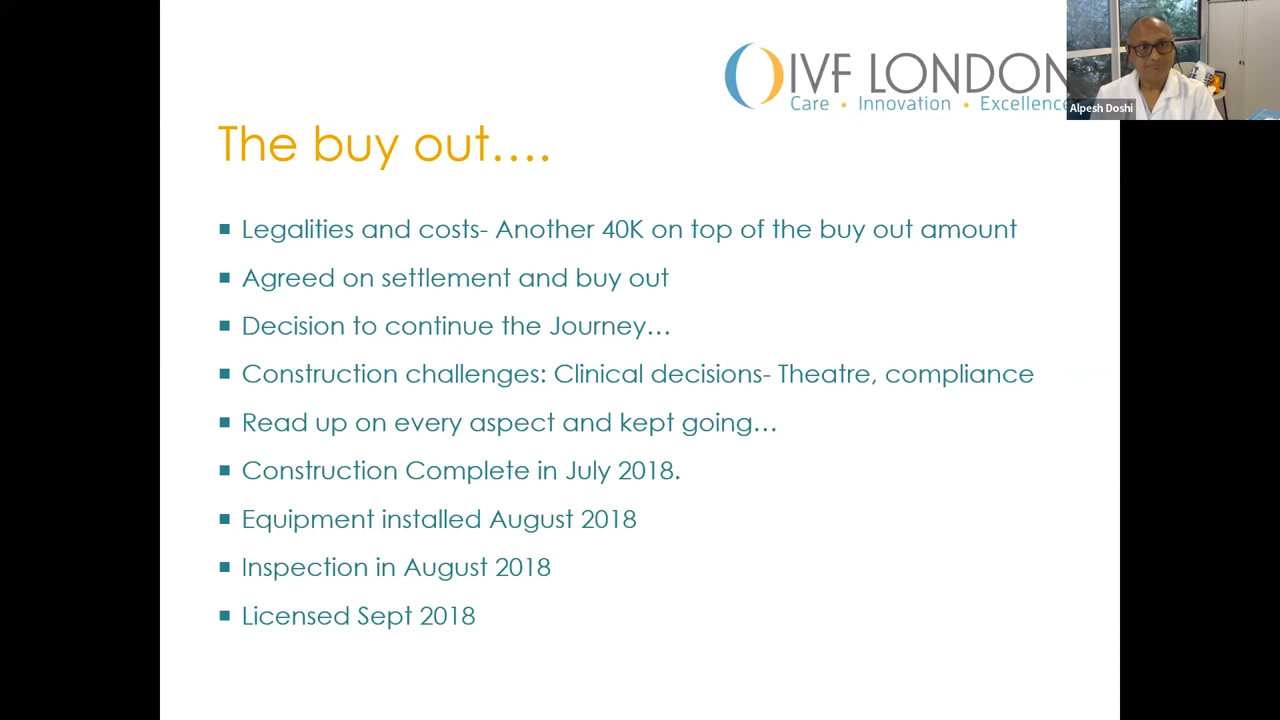 IVF LONDON
Care • Innovation • Excellence
Alpesh Doshi
The buy out....
▪ Legalities and costs- Another 40K on top of the buy out amount
▪ Agreed on settlement and buy out
▪ Decision to continue the Journey…
▪ Construction challenges: Clinical decisions- Theatre, compliance
▪ Read up on every aspect and kept going…
▪ Construction Complete in July 2018.
▪ Equipment installed August 2018
▪ Inspection in August 2018
▪ Licensed Sept 2018